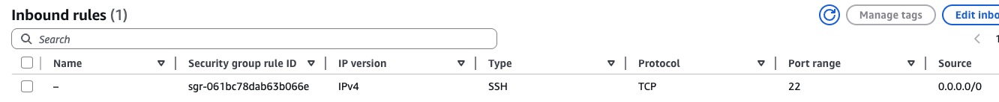 Inbound rules (1)
Manage tags
Edit inbo
Search
1
Name Security group rule ID IP version Type Protocol Port range Source
– sgr-061bc78dab63b066e IPv4 SSH TCP 22 0.0.0.0/0